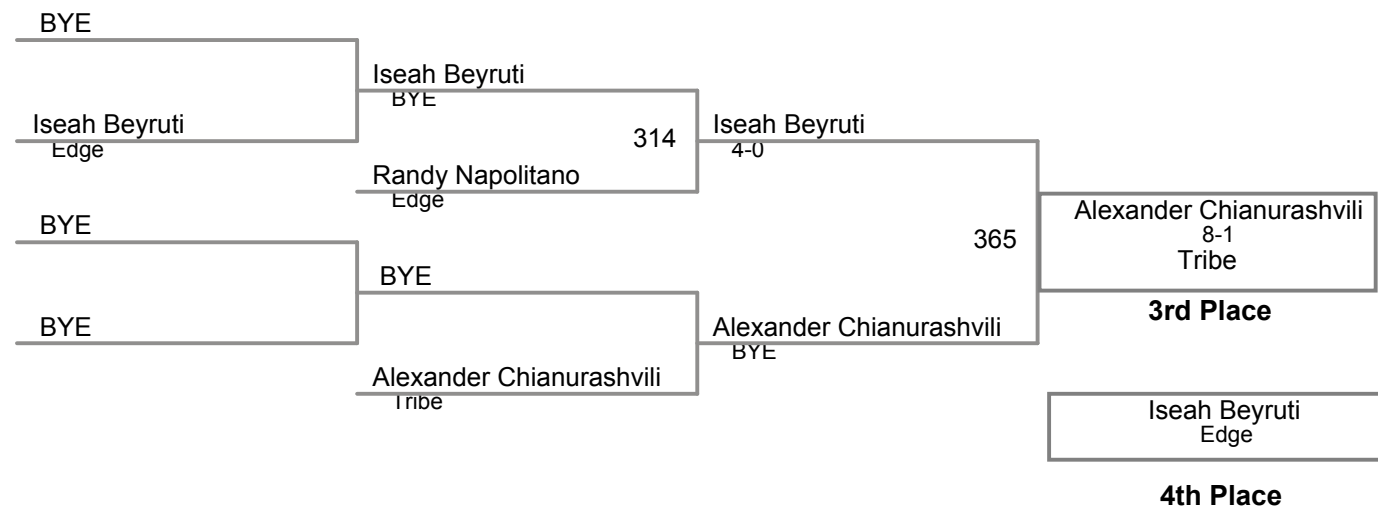 BYE
Iseah Beyruti
BYE
Iseah Beyruti
Edge
314
Iseah Beyruti
4-0
Randy Napolitano
Edge
BYE
365
Alexander Chianurashvili
8-1
Tribe
BYE
3rd Place
BYE
Alexander Chianurashvili
BYE
Alexander Chianurashvili
Tribe
Iseah Beyruti
Edge
4th Place